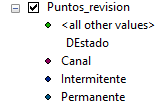 Puntos_revision
<all other values>
DEstado
Canal
Intermitente
Permanente